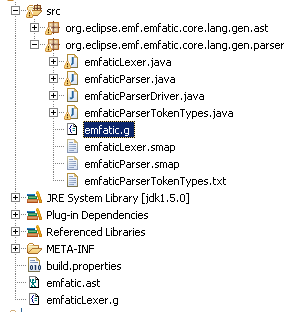 src
org.eclipse.emf.emfatic.core.lang.gen.ast
org.eclipse.emf.emfatic.core.lang.gen.parser
emfaticLexer.java
emfaticParser.java
emfaticParserDriver.java
emfaticParserTokenTypes.java
emfatic.g
emfaticLexer.smap
emfaticParser.smap
emfaticParserTokenTypes.txt
JRE System Library [jdk1.5.0]
Plug-in Dependencies
Referenced Libraries
META-INF
build.properties
emfatic.ast
emfaticLexer.g